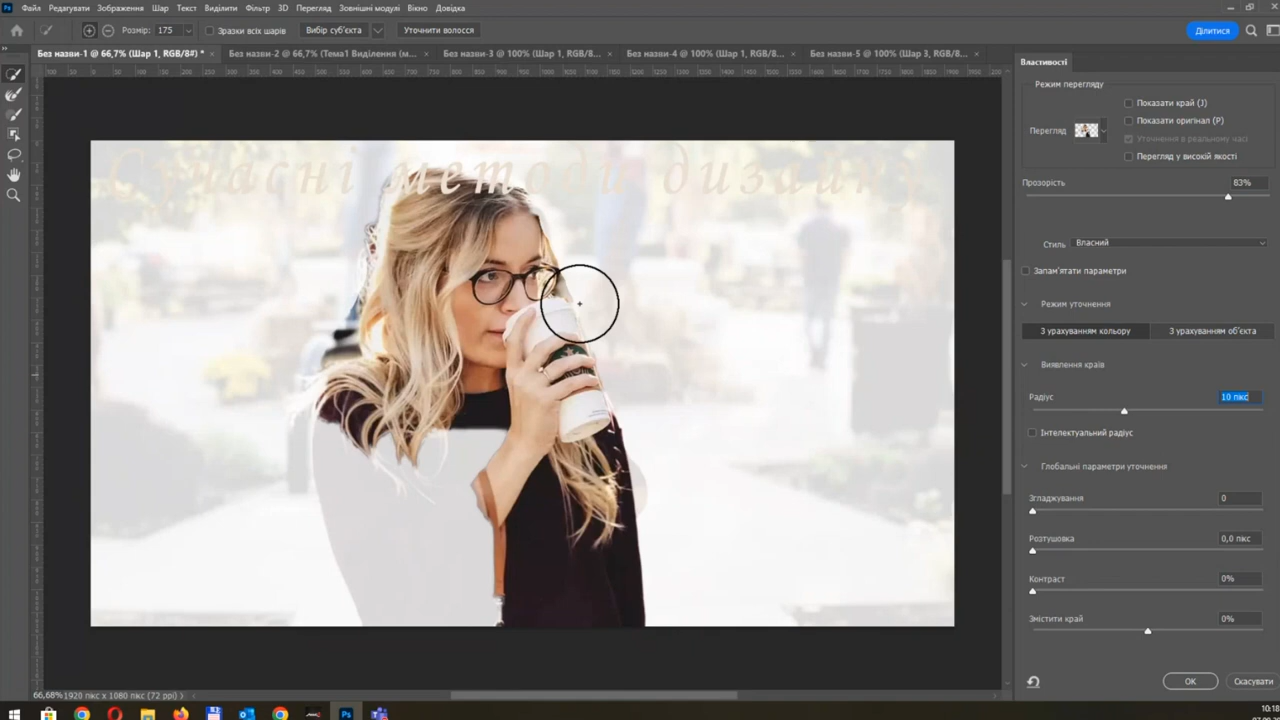 Файл Редагувати Зображення Шар Текст Виділити Фільтр 3D Перегляд Зовнішні модулі Вікно Довідка
Розмір: 175 Зразки всіх шарів Вибір суб'єкта Уточнити волосся Ділитися
Без назви-1 @ 66,7% (Шар 1, RGB/8#) * Без назви-2 @ 66,7% (Тема1 Виділення (м... Без назви-3 @ 100% (Шар 1, RGB/8... Без назви-4 @ 100% (Шар 1, RGB/8... Без назви-5 @ 100% (Шар 3, RGB/8...
Властивості
Режим перегляду
Показати край (J)
Показати оригінал (P)
Перегляд
Уточнення в реальному часі
Перегляд у високій якості
Сучасні методи дизайну
Прозорість 83%
Стиль Власний
Запам'ятати параметри
Режим уточнення
З урахуванням кольору З урахуванням об'єкта
Виявлення країв
Радіус 10 пікс
Інтелектуальний радіус
Глобальні параметри уточнення
Згладжування 0
Розтушовка 0,0 пікс
Контраст 0%
Змістити край 0%
OK Скасувати
66,68% 1920 пікс x 1080 пікс (72 ppi)
10:18